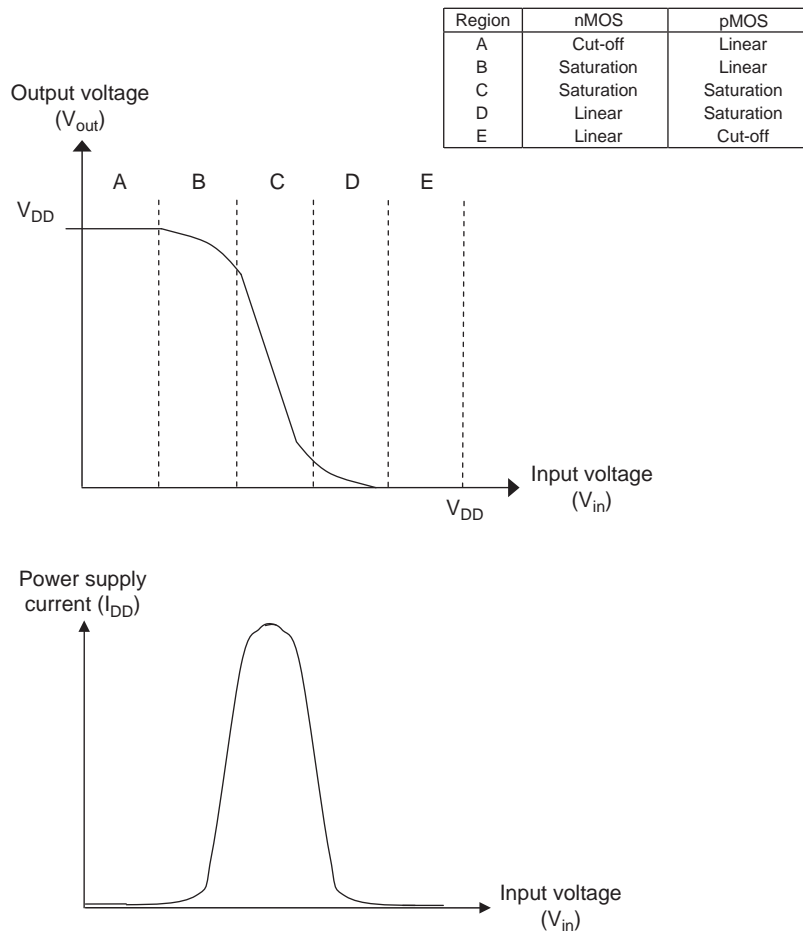 Region nMOS pMOS
A Cut-off Linear
B Saturation Linear
C Saturation Saturation
D Linear Saturation
E Linear Cut-off
Output voltage
(Vout)
A B C D E
VDD
Input voltage
(Vin)
VDD
Power supply
current (IDD)
Input voltage
(Vin)